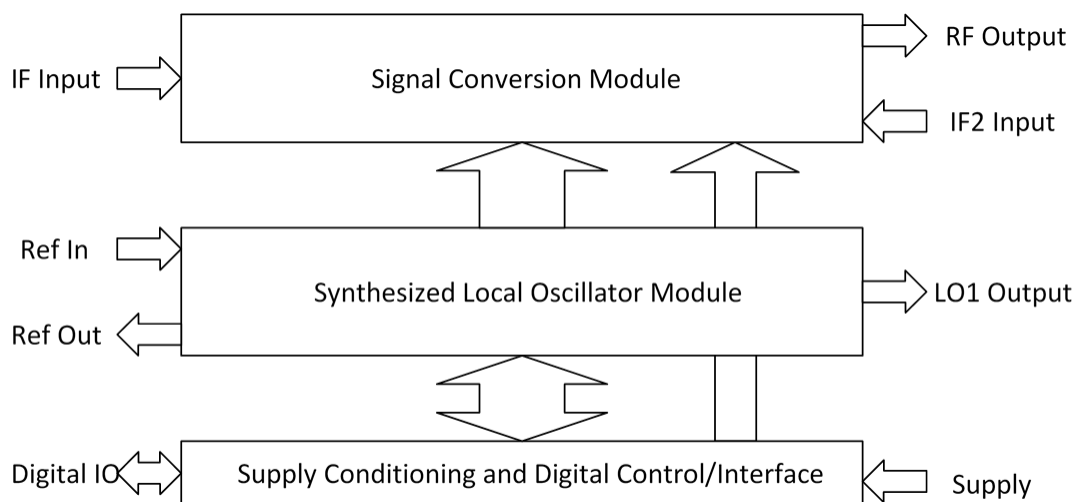 RF Output
IF Input
Signal Conversion Module
IF2 Input
Ref In
Synthesized Local Oscillator Module
LO1 Output
Ref Out
Digital IO
Supply Conditioning and Digital Control/Interface
Supply